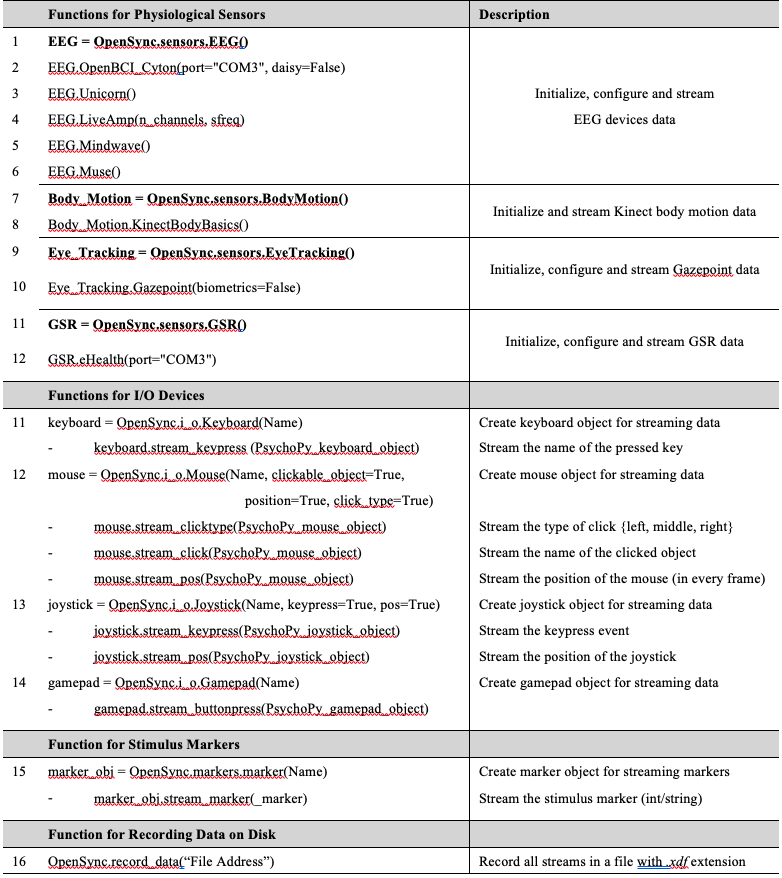 Functions for Physiological Sensors Description
1 EEG = OpenSync.sensors.EEG()
2 EEG.OpenBCI_Cyton(port="COM3", daisy=False)
3 EEG.Unicorn() Initialize, configure and stream
4 EEG.LiveAmp(n_channels, sfreq) EEG devices data
5 EEG.Mindwave()
6 EEG.Muse()
7 Body_Motion = OpenSync.sensors.BodyMotion()
Initialize and stream Kinect body motion data
8 Body_Motion.KinectBodyBasics()
9 Eye_Tracking = OpenSync.sensors.EyeTracking()
Initialize, configure and stream Gazepoint data
10 Eye_Tracking.Gazepoint(biometrics=False)
11 GSR = OpenSync.sensors.GSR()
Initialize, configure and stream GSR data
12 GSR.eHealth(port="COM3")
Functions for I/O Devices
11 keyboard = OpenSync.i_o.Keyboard(Name) Create keyboard object for streaming data
- keyboard.stream_keypress (PsychoPy_keyboard_object) Stream the name of the pressed key
12 mouse = OpenSync.i_o.Mouse(Name, clickable_object=True, Create mouse object for streaming data
position=True, click_type=True)
- mouse.stream_clicktype(PsychoPy_mouse_object) Stream the type of click {left, middle, right}
- mouse.stream_click(PsychoPy_mouse_object) Stream the name of the clicked object
- mouse.stream_pos(PsychoPy_mouse_object) Stream the position of the mouse (in every frame)
13 joystick = OpenSync.i_o.Joystick(Name, keypress=True, pos=True) Create joystick object for streaming data
- joystick.stream_keypress(PsychoPy_joystick_object) Stream the keypress event
- joystick.stream_pos(PsychoPy_joystick_object) Stream the position of the joystick
14 gamepad = OpenSync.i_o.Gamepad(Name) Create gamepad object for streaming data
- gamepad.stream_buttonpress(PsychoPy_gamepad_object)
Function for Stimulus Markers
15 marker_obj = OpenSync.markers.marker(Name) Create marker object for streaming markers
- marker_obj.stream_marker(_marker) Stream the stimulus marker (int/string)
Function for Recording Data on Disk
16 OpenSync.record_data(“File Address”) Record all streams in a file with .xdf extension